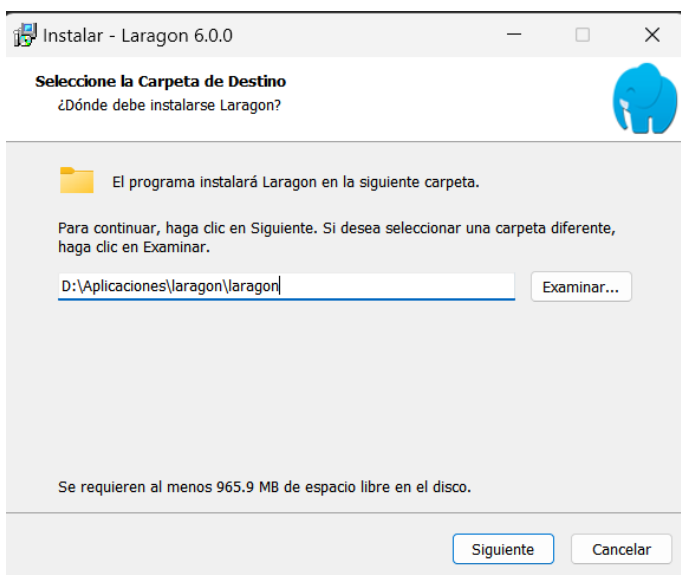 Instalar - Laragon 6.0.0
Seleccione la Carpeta de Destino
¿Dónde debe instalarse Laragon?
El programa instalará Laragon en la siguiente carpeta.
Para continuar, haga clic en Siguiente. Si desea seleccionar una carpeta diferente,
haga clic en Examinar.
D:\Aplicaciones\laragon\laragon
Examinar...
Se requieren al menos 965.9 MB de espacio libre en el disco.
Siguiente
Cancelar